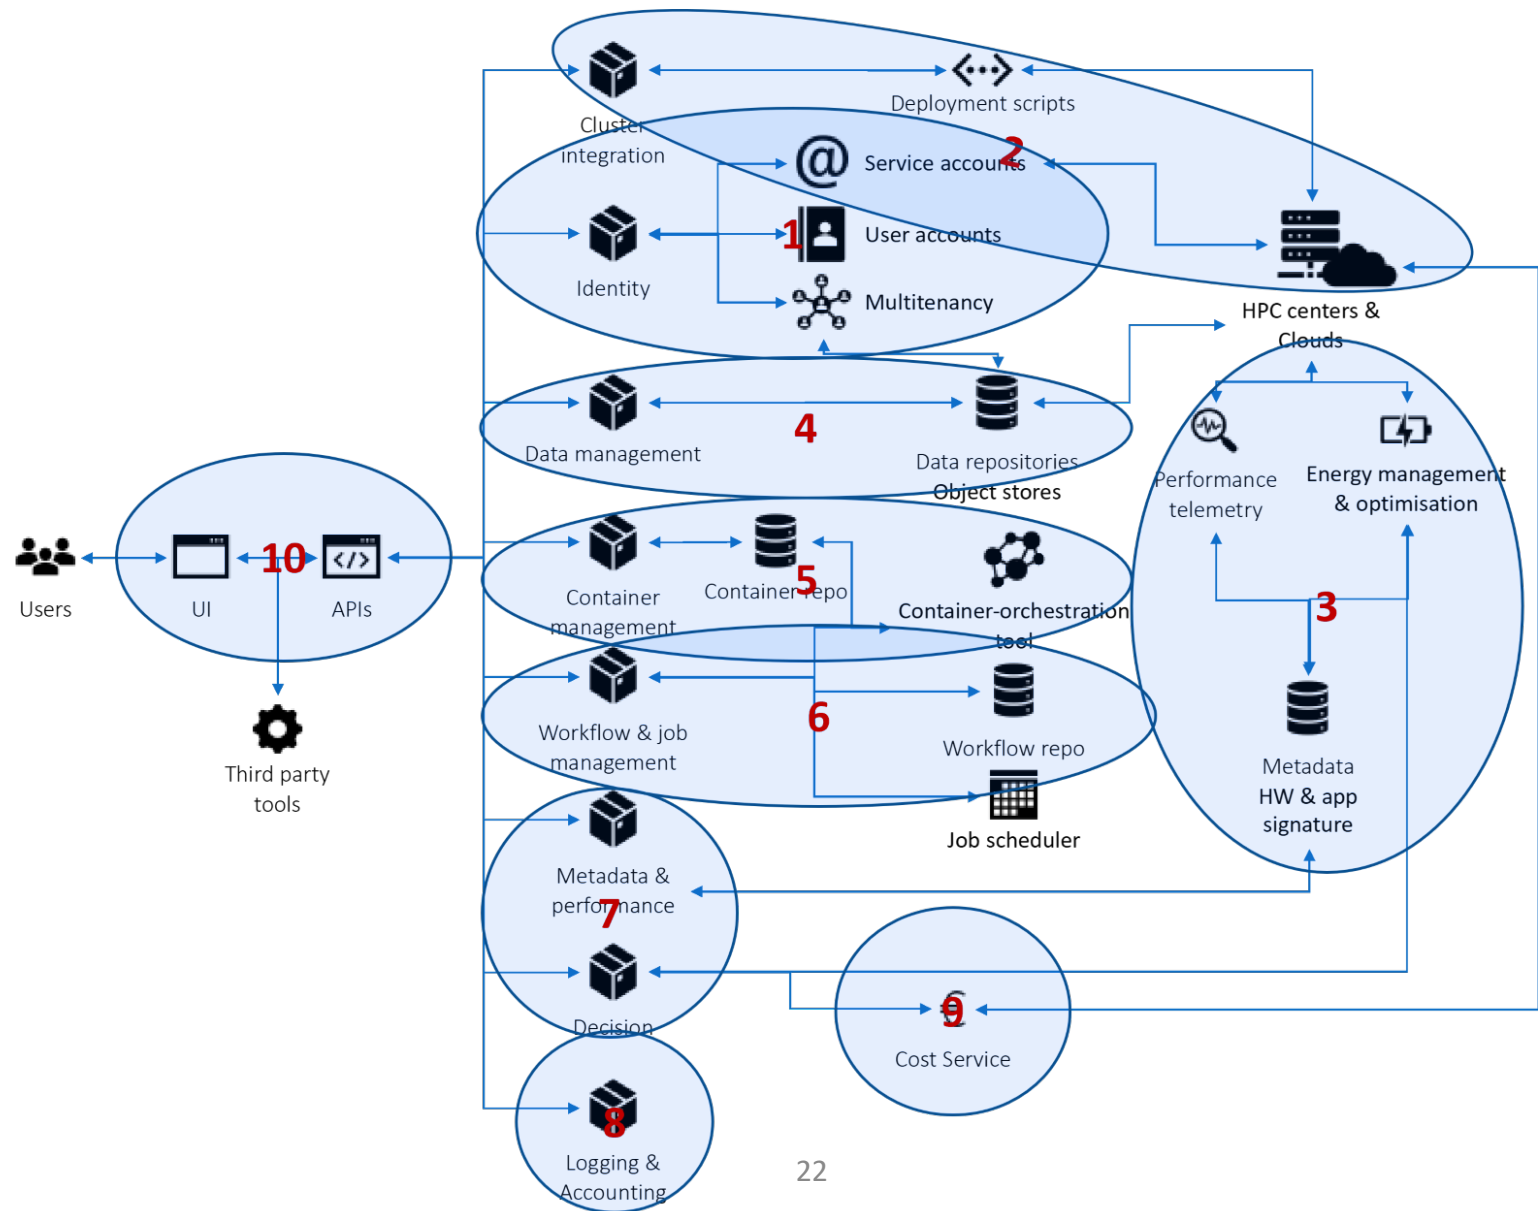 Deployment scripts
Cluster
integration
2
Service accounts
1
User accounts
Identity
Multitenancy
HPC centers &
Clouds
4
Data management
Data repositories
Object stores
Performance
telemetry
Energy management
& optimisation
10
</>
Users
UI
APIs
5
Container
management
Container repo
Container-orchestration
tool
3
6
Workflow & job
management
Workflow repo
Third party
tools
Metadata
HW & app
signature
Job scheduler
Metadata &
performance
7
Decision
9
€
Cost Service
8
Logging &
Accounting
22